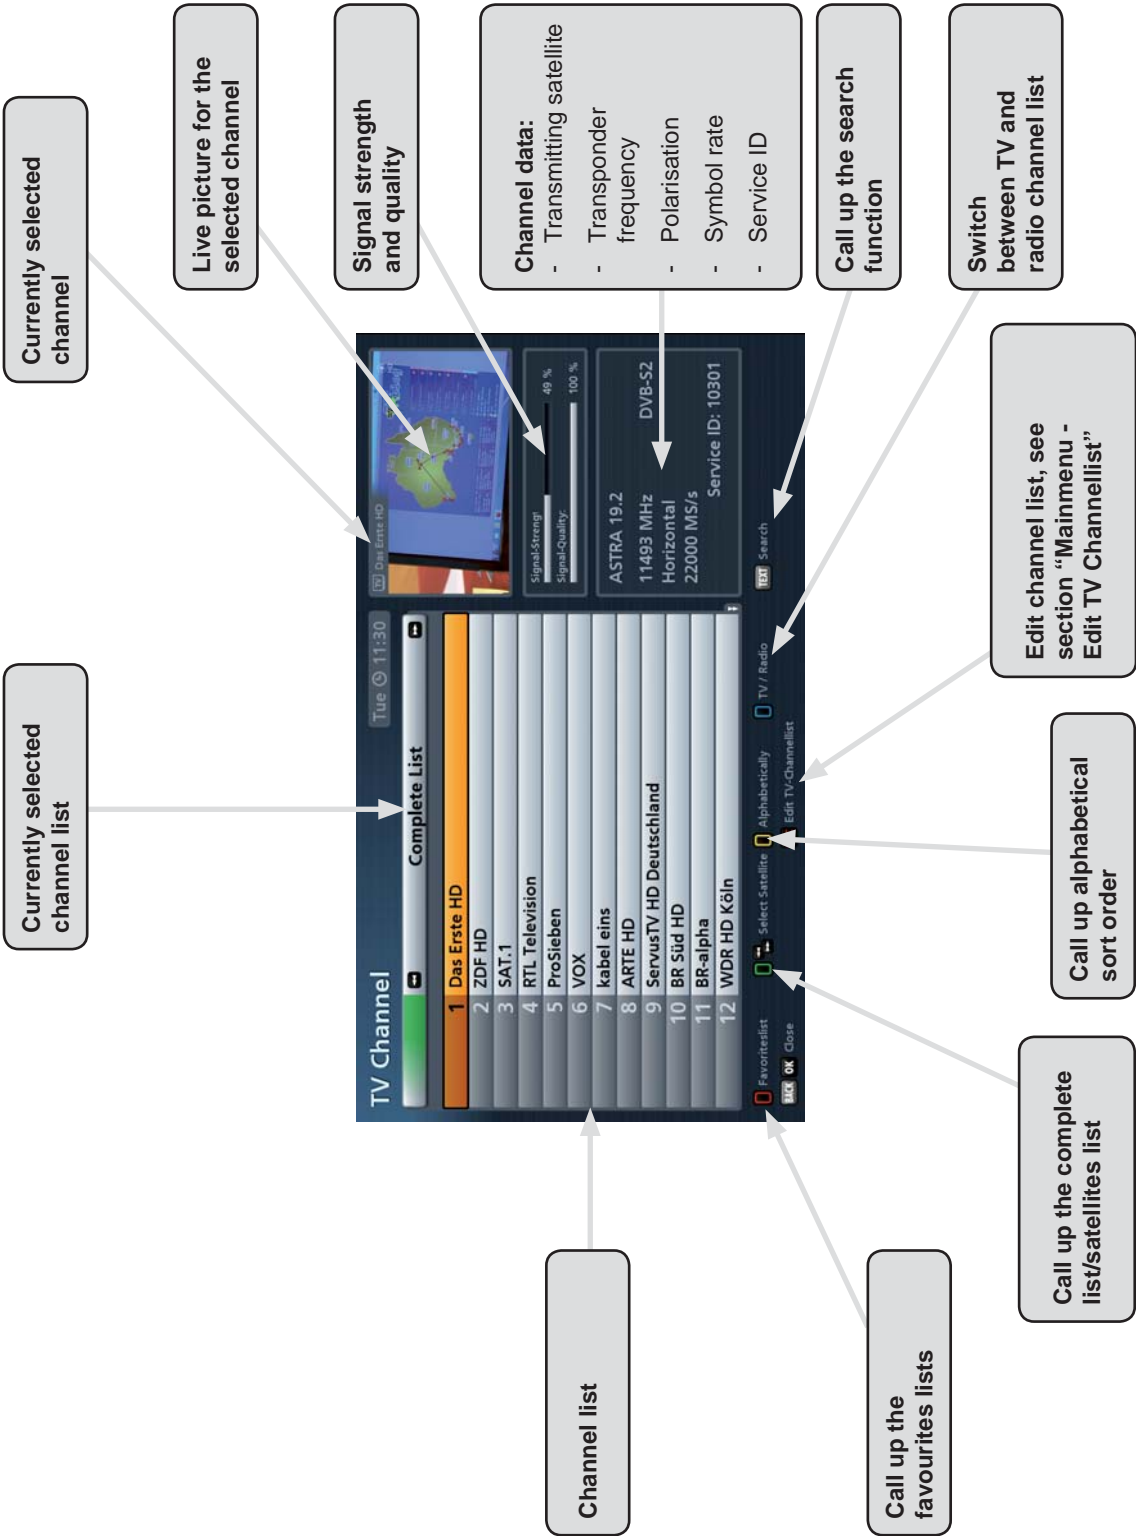 Currently selected
channel list
Currently selected
channel
Live picture for the
selected channel
Signal strength
and quality
Channel data:
- Transmitting satellite
- Transponder
frequency
- Polarisation
- Symbol rate
- Service ID
Call up the search
function
Switch
between TV and
radio channel list
Edit channel list, see
section “Mainmenu -
Edit TV Channellist”
Call up alphabetical
sort order
Call up the complete
list/satellites list
Call up the
favourites lists
Channel list
TV Channel
Tue 11:30
Complete List
1 Das Erste HD
2 ZDF HD
3 SAT.1
4 RTL Television
5 ProSieben
6 VOX
7 kabel eins
8 ARTE HD
9 ServusTV HD Deutschland
10 BR Süd HD
11 BR-alpha
12 WDR HD Köln
TV Das Erste HD
Signal-Strengt 49 %
Signal-Quality: 100 %
ASTRA 19.2
11493 MHz DVB-S2
Horizontal
22000 MS/s
Service ID: 10301
Favoriteslist Select Satellite Alphabetically TV / Radio TEXT Search
BACK OK Close Edit TV-Channellist